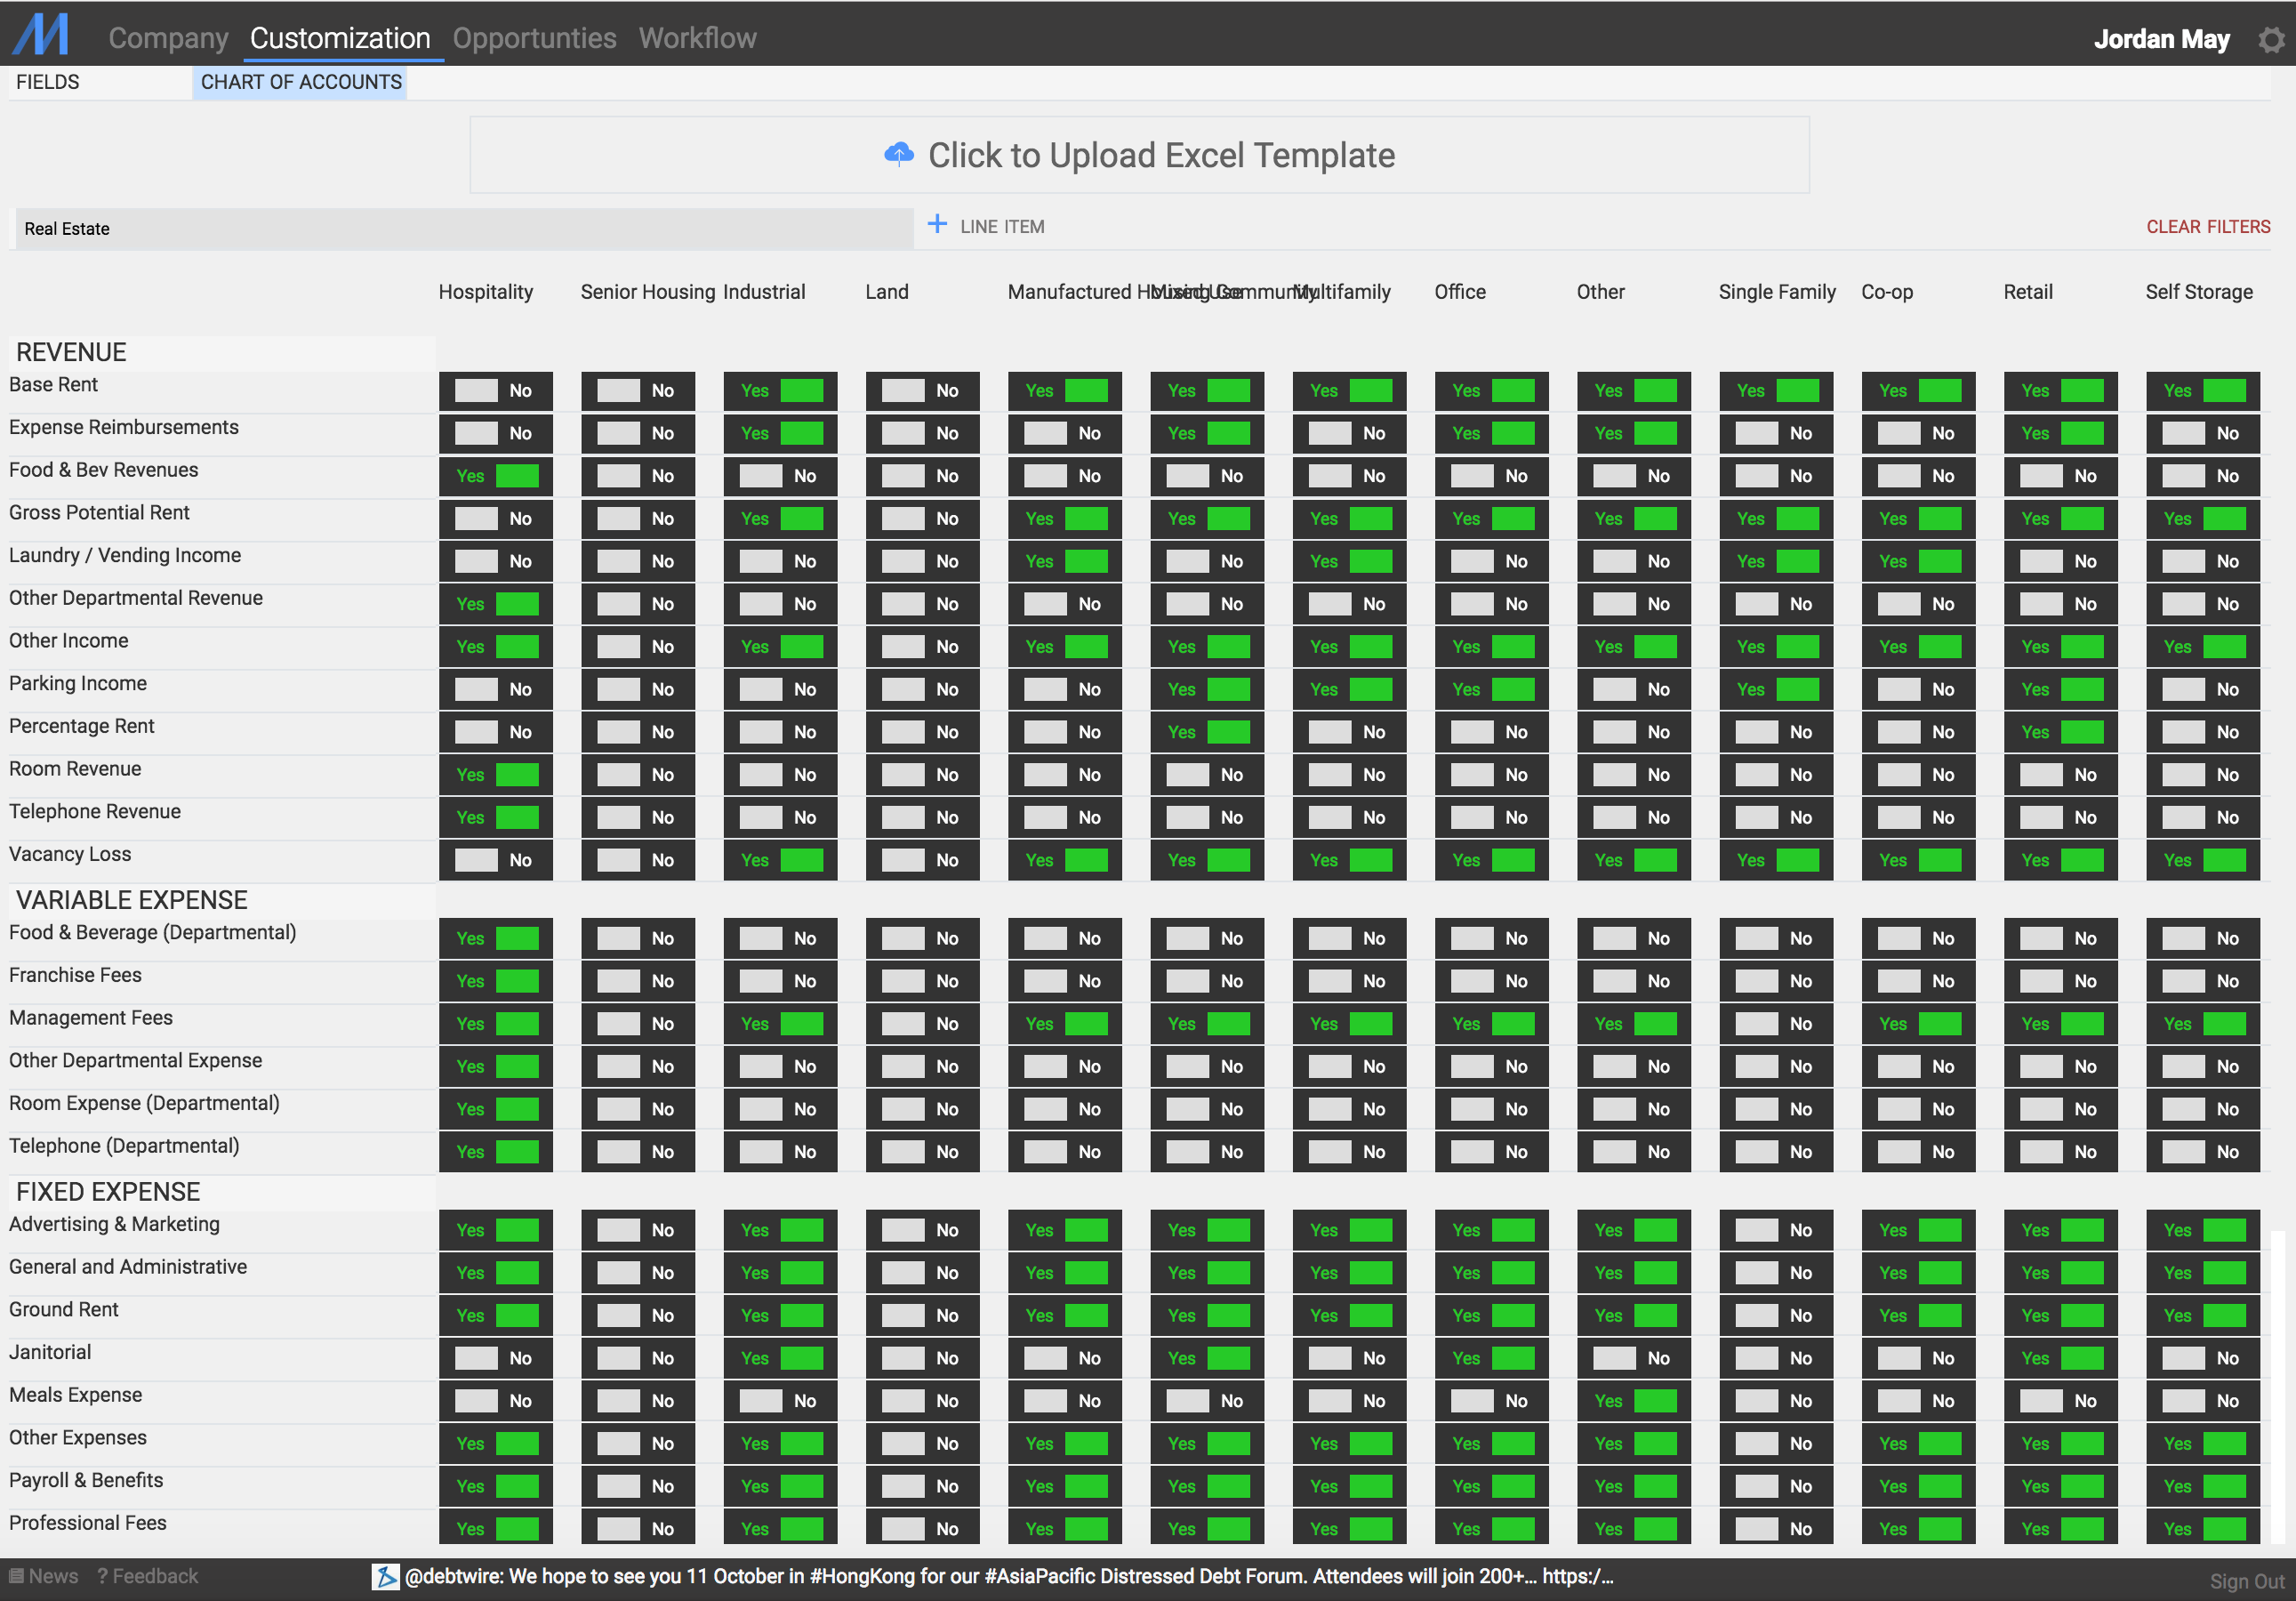 Company Customization Opportunties Workflow Jordan May
FIELDS CHART OF ACCOUNTS
Click to Upload Excel Template
Real Estate + LINE ITEM CLEAR FILTERS
Hospitality Senior Housing Industrial Land Manufactured Housing Community Mixed Use Multifamily Office Other Single Family Co-op Retail Self Storage
REVENUE
Base Rent No No Yes No Yes Yes Yes Yes Yes Yes Yes Yes Yes
Expense Reimbursements No No Yes No No Yes No Yes Yes No No Yes No
Food & Bev Revenues Yes No No No No No No No No No No No No
Gross Potential Rent No No Yes No Yes Yes Yes Yes Yes Yes Yes Yes Yes
Laundry / Vending Income No No No No Yes No Yes No No Yes Yes No No
Other Departmental Revenue Yes No No No No No No No No No No No No
Other Income Yes No Yes No Yes Yes Yes Yes Yes Yes Yes Yes Yes
Parking Income No No No No No Yes Yes Yes No Yes No Yes No
Percentage Rent No No No No No Yes No No No No No Yes No
Room Revenue Yes No No No No No No No No No No No No
Telephone Revenue Yes No No No No No No No No No No No No
Vacancy Loss No No Yes No Yes Yes Yes Yes Yes Yes Yes Yes Yes
VARIABLE EXPENSE
Food & Beverage (Departmental) Yes No No No No No No No No No No No No
Franchise Fees Yes No No No No No No No No No No No No
Management Fees Yes No Yes No Yes Yes Yes Yes Yes No Yes Yes Yes
Other Departmental Expense Yes No No No No No No No No No No No No
Room Expense (Departmental) Yes No No No No No No No No No No No No
Telephone (Departmental) Yes No No No No No No No No No No No No
FIXED EXPENSE
Advertising & Marketing Yes No Yes No Yes Yes Yes Yes Yes No Yes Yes Yes
General and Administrative Yes No Yes No Yes Yes Yes Yes Yes No Yes Yes Yes
Ground Rent Yes No Yes No Yes Yes Yes Yes Yes No Yes Yes Yes
Janitorial No No Yes No No Yes No Yes No No No Yes No
Meals Expense No No No No No No No No Yes No No No No
Other Expenses Yes No Yes No Yes Yes Yes Yes Yes No Yes Yes Yes
Payroll & Benefits Yes No Yes No Yes Yes Yes Yes Yes No Yes Yes Yes
Professional Fees Yes No Yes No Yes Yes Yes Yes Yes No Yes Yes Yes
News ? Feedback @debtwire: We hope to see you 11 October in #HongKong for our #AsiaPacific Distressed Debt Forum. Attendees will join 200+... https:/... Sign Out